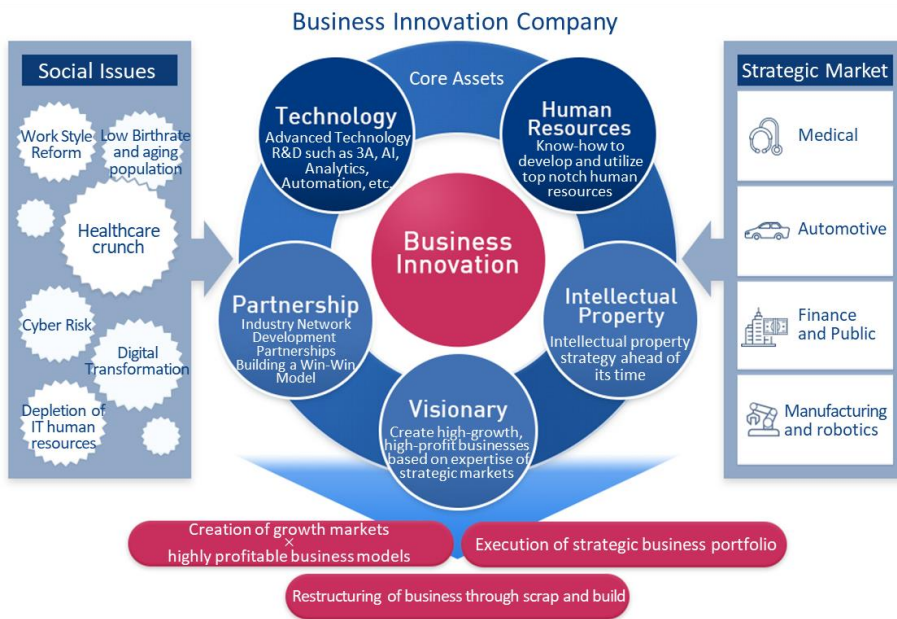 Business Innovation Company
Social Issues
Work Style
Reform
Low Birthrate
and aging
population
Healthcare
crunch
Cyber Risk
Digital
Transformation
Depletion of
IT human
resources
Core Assets
Technology
Advanced Technology
R&D such as 3A, AI,
Analytics,
Automation, etc.
Human
Resources
Know-how to
develop and utilize
top notch human
resources
Business
Innovation
Partnership
Industry Network
Development
Partnerships
Building a Win-Win
Model
Intellectual
Property
Intellectual property
strategy ahead of
its time
Visionary
Create high-growth,
high-profit businesses
based on expertise of
strategic markets
Strategic Market
Medical
Automotive
Finance
and Public
Manufacturing
and robotics
Creation of growth markets
×
highly profitable business models
Execution of strategic business portfolio
Restructuring of business through scrap and build